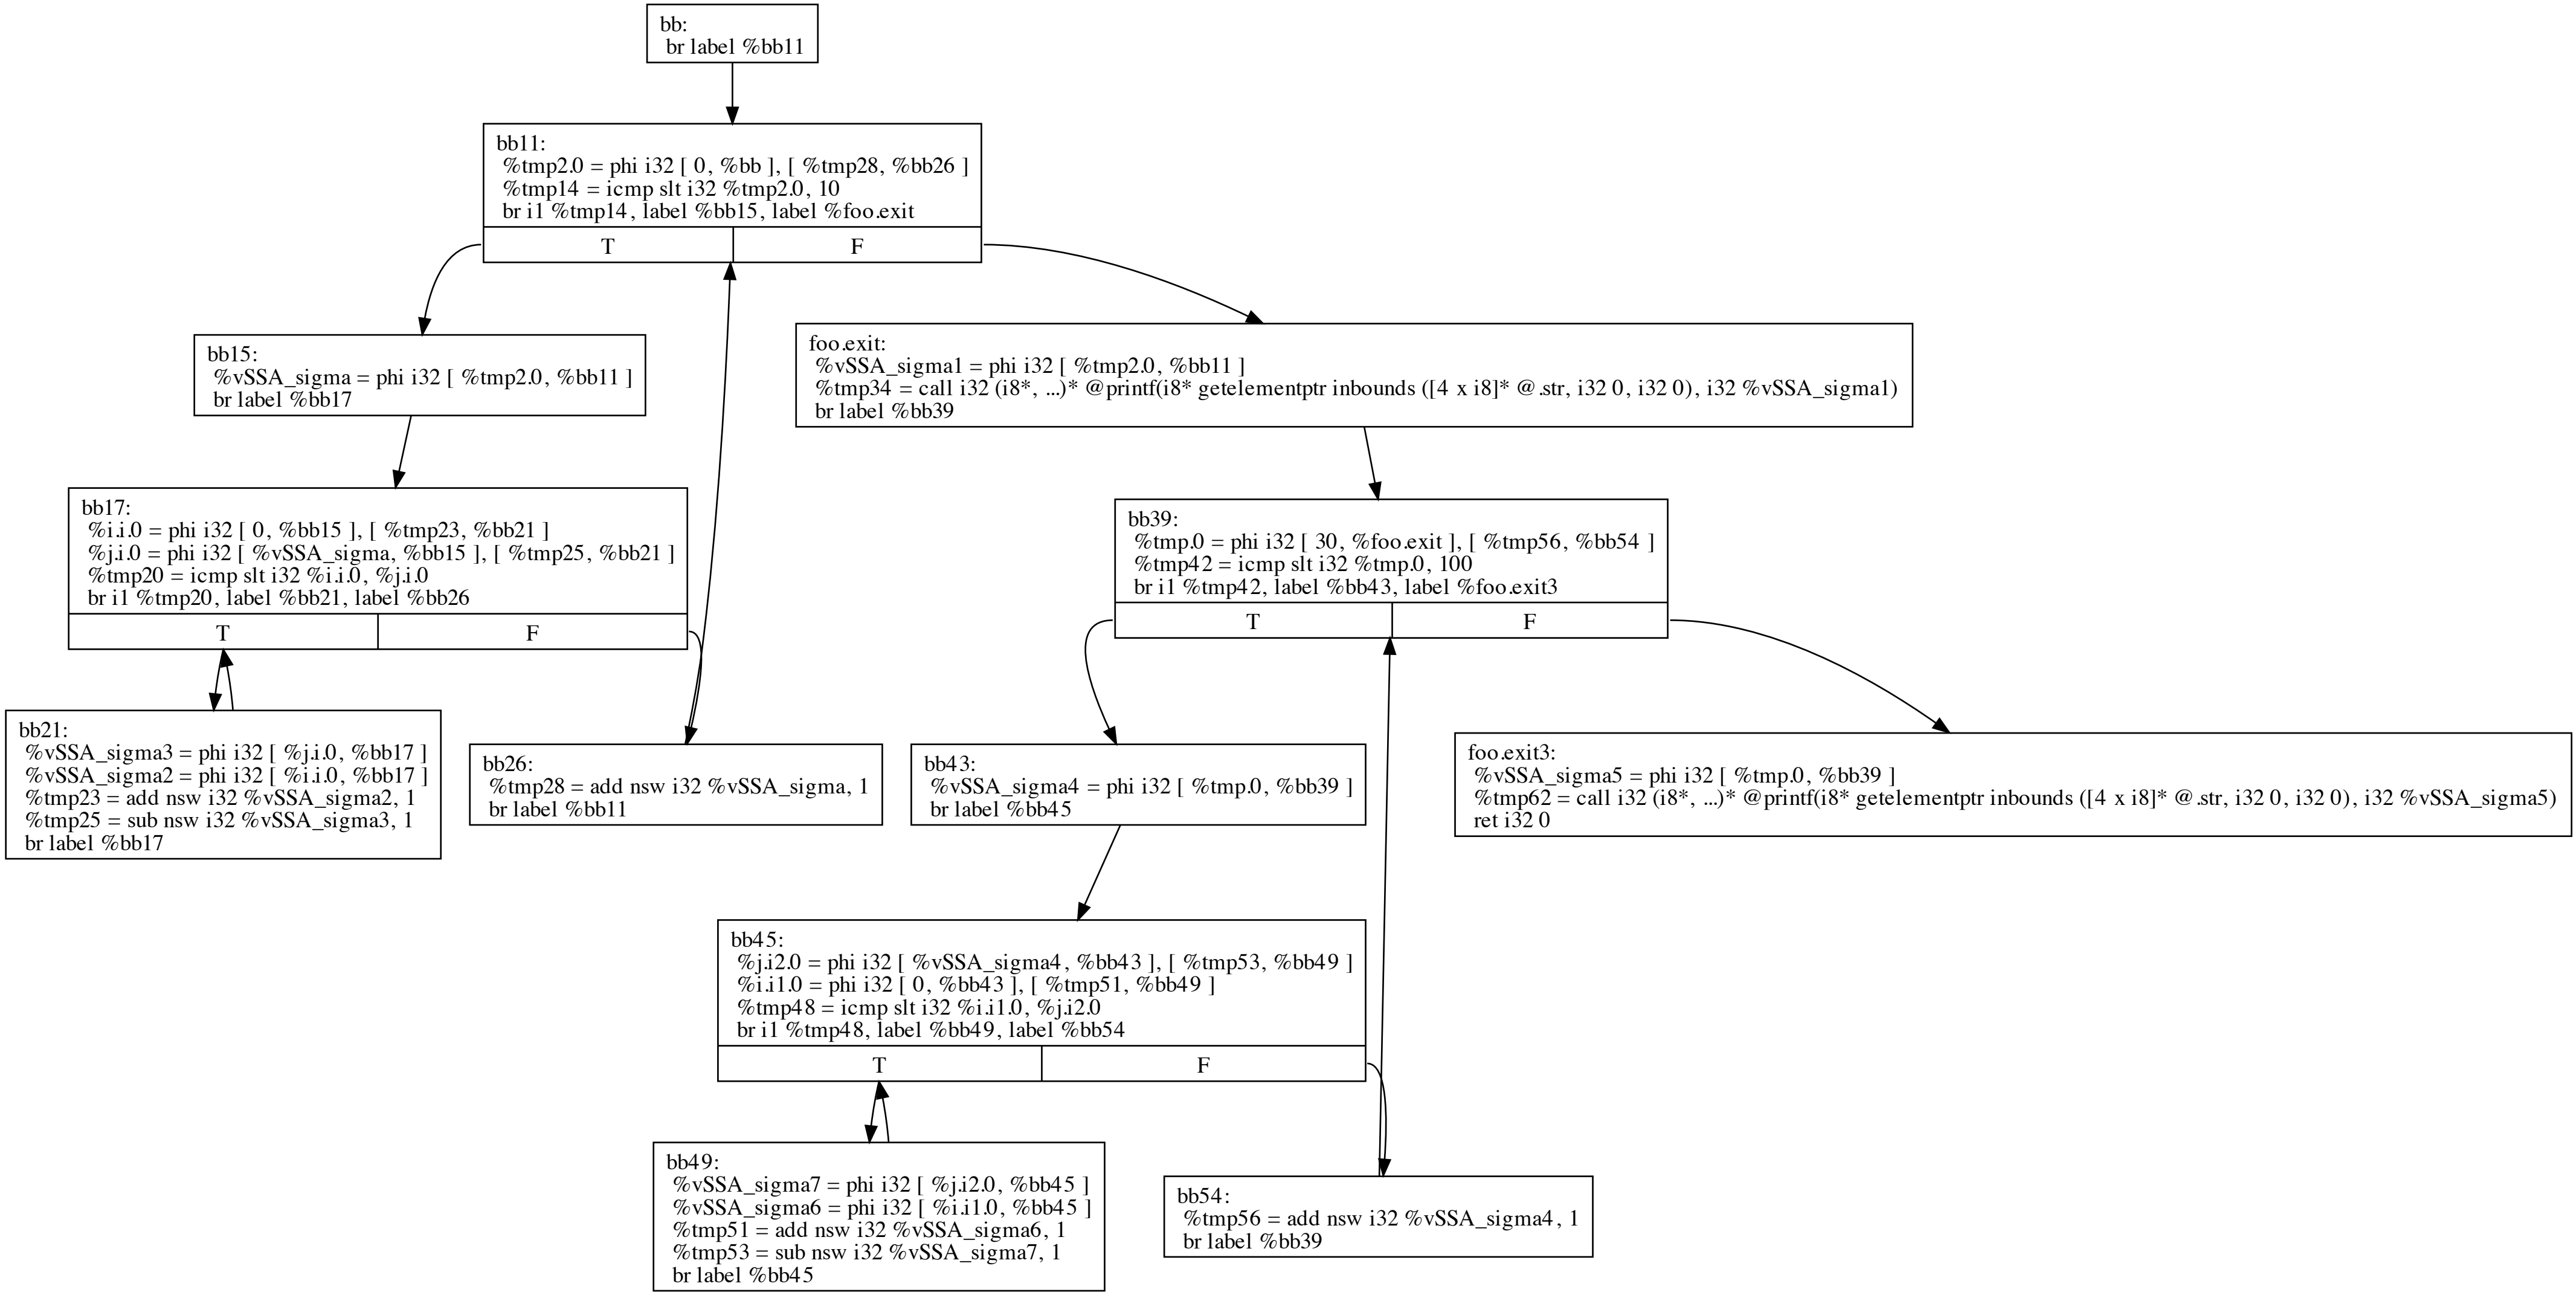 bb:
br label %bb11
bb11:
%tmp2.0 = phi i32 [ 0, %bb ], [ %tmp28, %bb26 ]
%tmp14 = icmp slt i32 %tmp2.0, 10
br i1 %tmp14, label %bb15, label %foo.exit
T F
bb15:
%vSSA_sigma = phi i32 [ %tmp2.0, %bb11 ]
br label %bb17
foo.exit:
%vSSA_sigma1 = phi i32 [ %tmp2.0, %bb11 ]
%tmp34 = call i32 (i8*, ...)* @printf(i8* getelementptr inbounds ([4 x i8]* @.str, i32 0, i32 0), i32 %vSSA_sigma1)
br label %bb39
bb17:
%i.i.0 = phi i32 [ 0, %bb15 ], [ %tmp23, %bb21 ]
%j.i.0 = phi i32 [ %vSSA_sigma, %bb15 ], [ %tmp25, %bb21 ]
%tmp20 = icmp slt i32 %i.i.0, %j.i.0
br i1 %tmp20, label %bb21, label %bb26
T F
bb39:
%tmp.0 = phi i32 [ 30, %foo.exit ], [ %tmp56, %bb54 ]
%tmp42 = icmp slt i32 %tmp.0, 100
br i1 %tmp42, label %bb43, label %foo.exit3
T F
bb21:
%vSSA_sigma3 = phi i32 [ %j.i.0, %bb17 ]
%vSSA_sigma2 = phi i32 [ %i.i.0, %bb17 ]
%tmp23 = add nsw i32 %vSSA_sigma2, 1
%tmp25 = sub nsw i32 %vSSA_sigma3, 1
br label %bb17
bb26:
%tmp28 = add nsw i32 %vSSA_sigma, 1
br label %bb11
bb43:
%vSSA_sigma4 = phi i32 [ %tmp.0, %bb39 ]
br label %bb45
foo.exit3:
%vSSA_sigma5 = phi i32 [ %tmp.0, %bb39 ]
%tmp62 = call i32 (i8*, ...)* @printf(i8* getelementptr inbounds ([4 x i8]* @.str, i32 0, i32 0), i32 %vSSA_sigma5)
ret i32 0
bb45:
%j.i2.0 = phi i32 [ %vSSA_sigma4, %bb43 ], [ %tmp53, %bb49 ]
%i.i1.0 = phi i32 [ 0, %bb43 ], [ %tmp51, %bb49 ]
%tmp48 = icmp slt i32 %i.i1.0, %j.i2.0
br i1 %tmp48, label %bb49, label %bb54
T F
bb49:
%vSSA_sigma7 = phi i32 [ %j.i2.0, %bb45 ]
%vSSA_sigma6 = phi i32 [ %i.i1.0, %bb45 ]
%tmp51 = add nsw i32 %vSSA_sigma6, 1
%tmp53 = sub nsw i32 %vSSA_sigma7, 1
br label %bb45
bb54:
%tmp56 = add nsw i32 %vSSA_sigma4, 1
br label %bb39